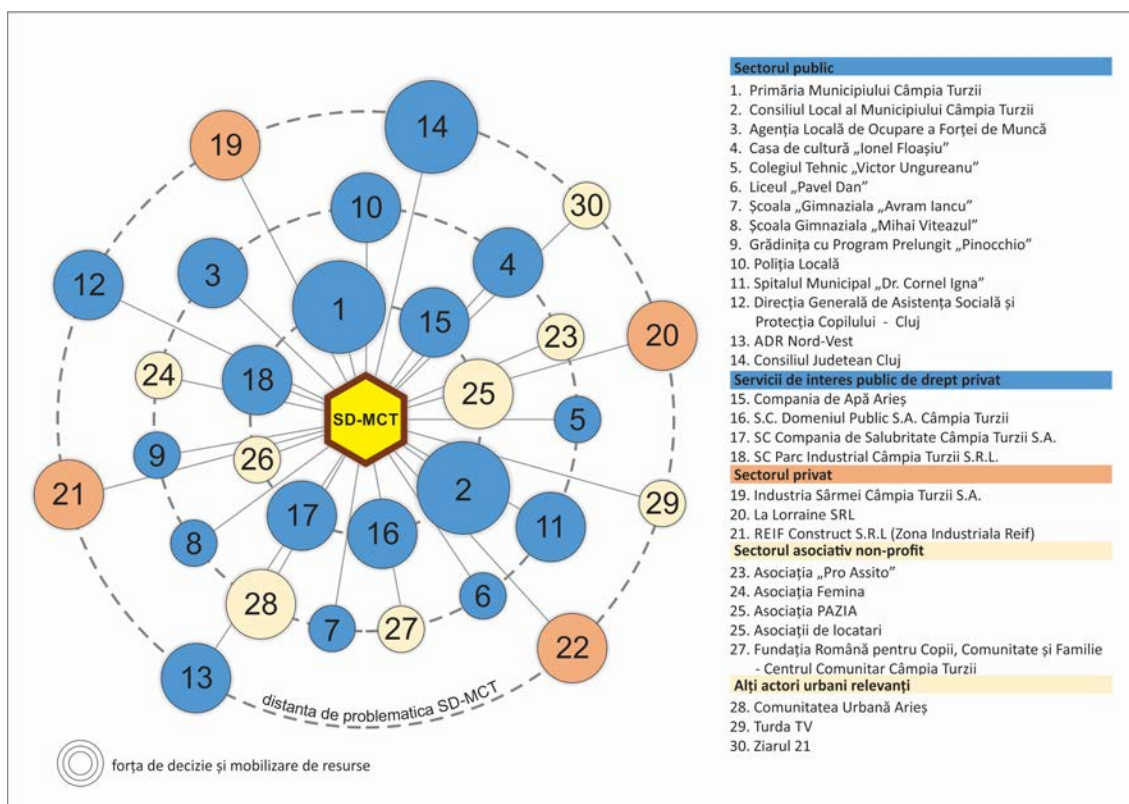 14
19
30
10
4
3
12
1
15
23
20
24
18
25
SD-MCT
5
9
26
2
21
29
17
16
11
8
28
6
7
27
22
13
distanta de problematica SD-MCT
forța de decizie și mobilizare de resurse
Sectorul public
1. Primăria Municipiului Câmpia Turzii
2. Consiliul Local al Municipiului Câmpia Turzii
3. Agenția Locală de Ocupare a Forței de Muncă
4. Casa de cultură „Ionel Floașiu”
5. Colegiul Tehnic „Victor Ungureanu”
6. Liceul „Pavel Dan”
7. Școala „Gimnaziala „Avram Iancu”
8. Școala Gimnaziala „Mihai Viteazul”
9. Grădinița cu Program Prelungit „Pinocchio”
10. Poliția Locală
11. Spitalul Municipal „Dr. Cornel Igna”
12. Direcția Generală de Asistența Socială și
Protecția Copilului - Cluj
13. ADR Nord-Vest
14. Consiliul Judetean Cluj
Servicii de interes public de drept privat
15. Compania de Apă Arieș
16. S.C. Domeniul Public S.A. Câmpia Turzii
17. SC Compania de Salubritate Câmpia Turzii S.A.
18. SC Parc Industrial Câmpia Turzii S.R.L.
Sectorul privat
19. Industria Sârmei Câmpia Turzii S.A.
20. La Lorraine SRL
21. REIF Construct S.R.L (Zona Industriala Reif)
Sectorul asociativ non-profit
23. Asociația „Pro Assito”
24. Asociația Femina
25. Asociația PAZIA
25. Asociații de locatari
27. Fundația Română pentru Copii, Comunitate și Familie
- Centrul Comunitar Câmpia Turzii
Alți actori urbani relevanți
28. Comunitatea Urbană Arieș
29. Turda TV
30. Ziarul 21